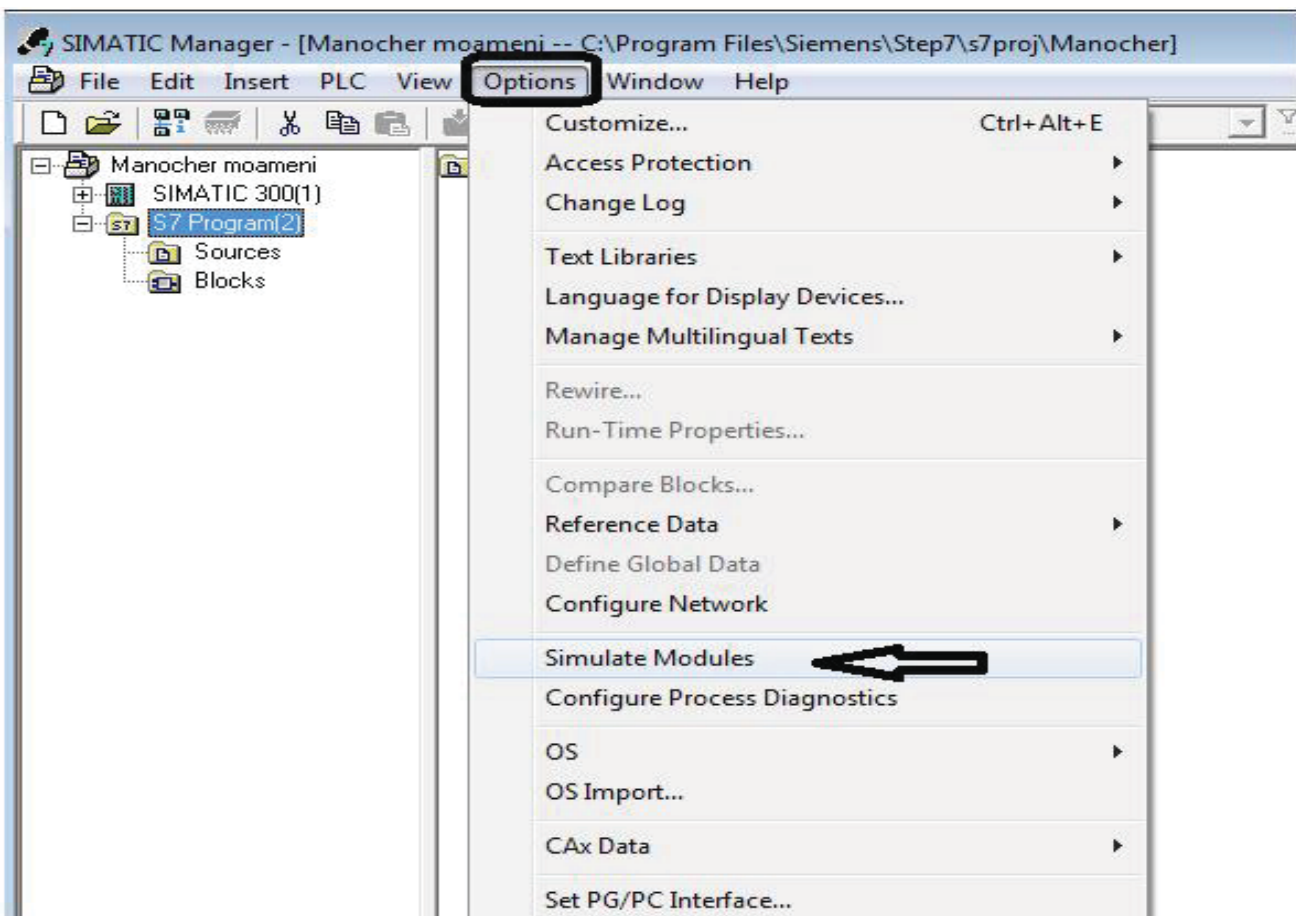 SIMATIC Manager - [Manocher moameni -- C:\Program Files\Siemens\Step7\s7proj\Manocher]
File Edit Insert PLC View Options Window Help
Manocher moameni
SIMATIC 300(1)
S7 Program(2)
Sources
Blocks
Customize... Ctrl+Alt+E
Access Protection
Change Log
Text Libraries
Language for Display Devices...
Manage Multilingual Texts
Rewire...
Run-Time Properties...
Compare Blocks...
Reference Data
Define Global Data
Configure Network
Simulate Modules
Configure Process Diagnostics
OS
OS Import...
CAx Data
Set PG/PC Interface...